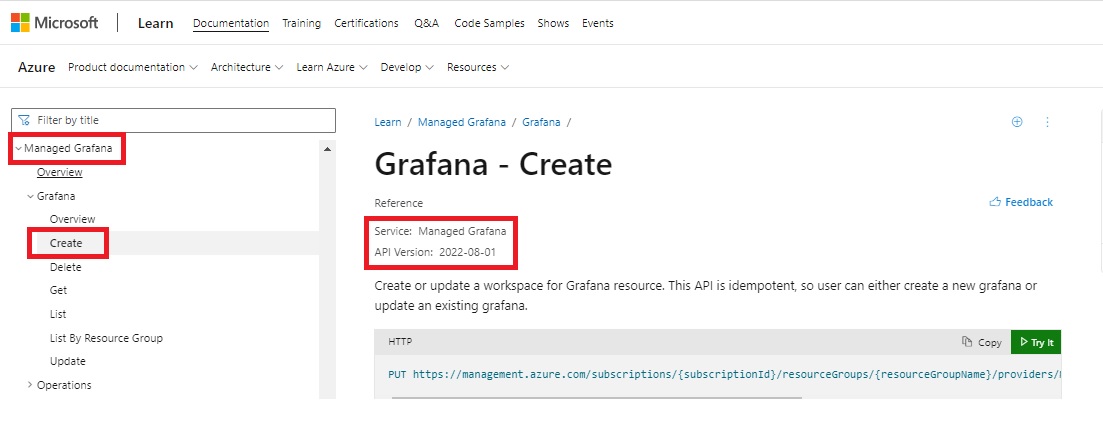 Microsoft Learn Documentation Training Certifications Q&A Code Samples Shows Events
Azure Product documentation Architecture Learn Azure Develop Resources
Filter by title
Managed Grafana
Overview
Grafana
Overview
Create
Delete
Get
List
List By Resource Group
Update
Operations
Learn / Managed Grafana / Grafana /
Grafana - Create
Reference
Feedback
Service: Managed Grafana
API Version: 2022-08-01
Create or update a workspace for Grafana resource. This API is idempotent, so user can either create a new grafana or
update an existing grafana.
HTTP Copy Try It
PUT https://management.azure.com/subscriptions/{subscriptionId}/resourceGroups/{resourceGroupName}/providers/